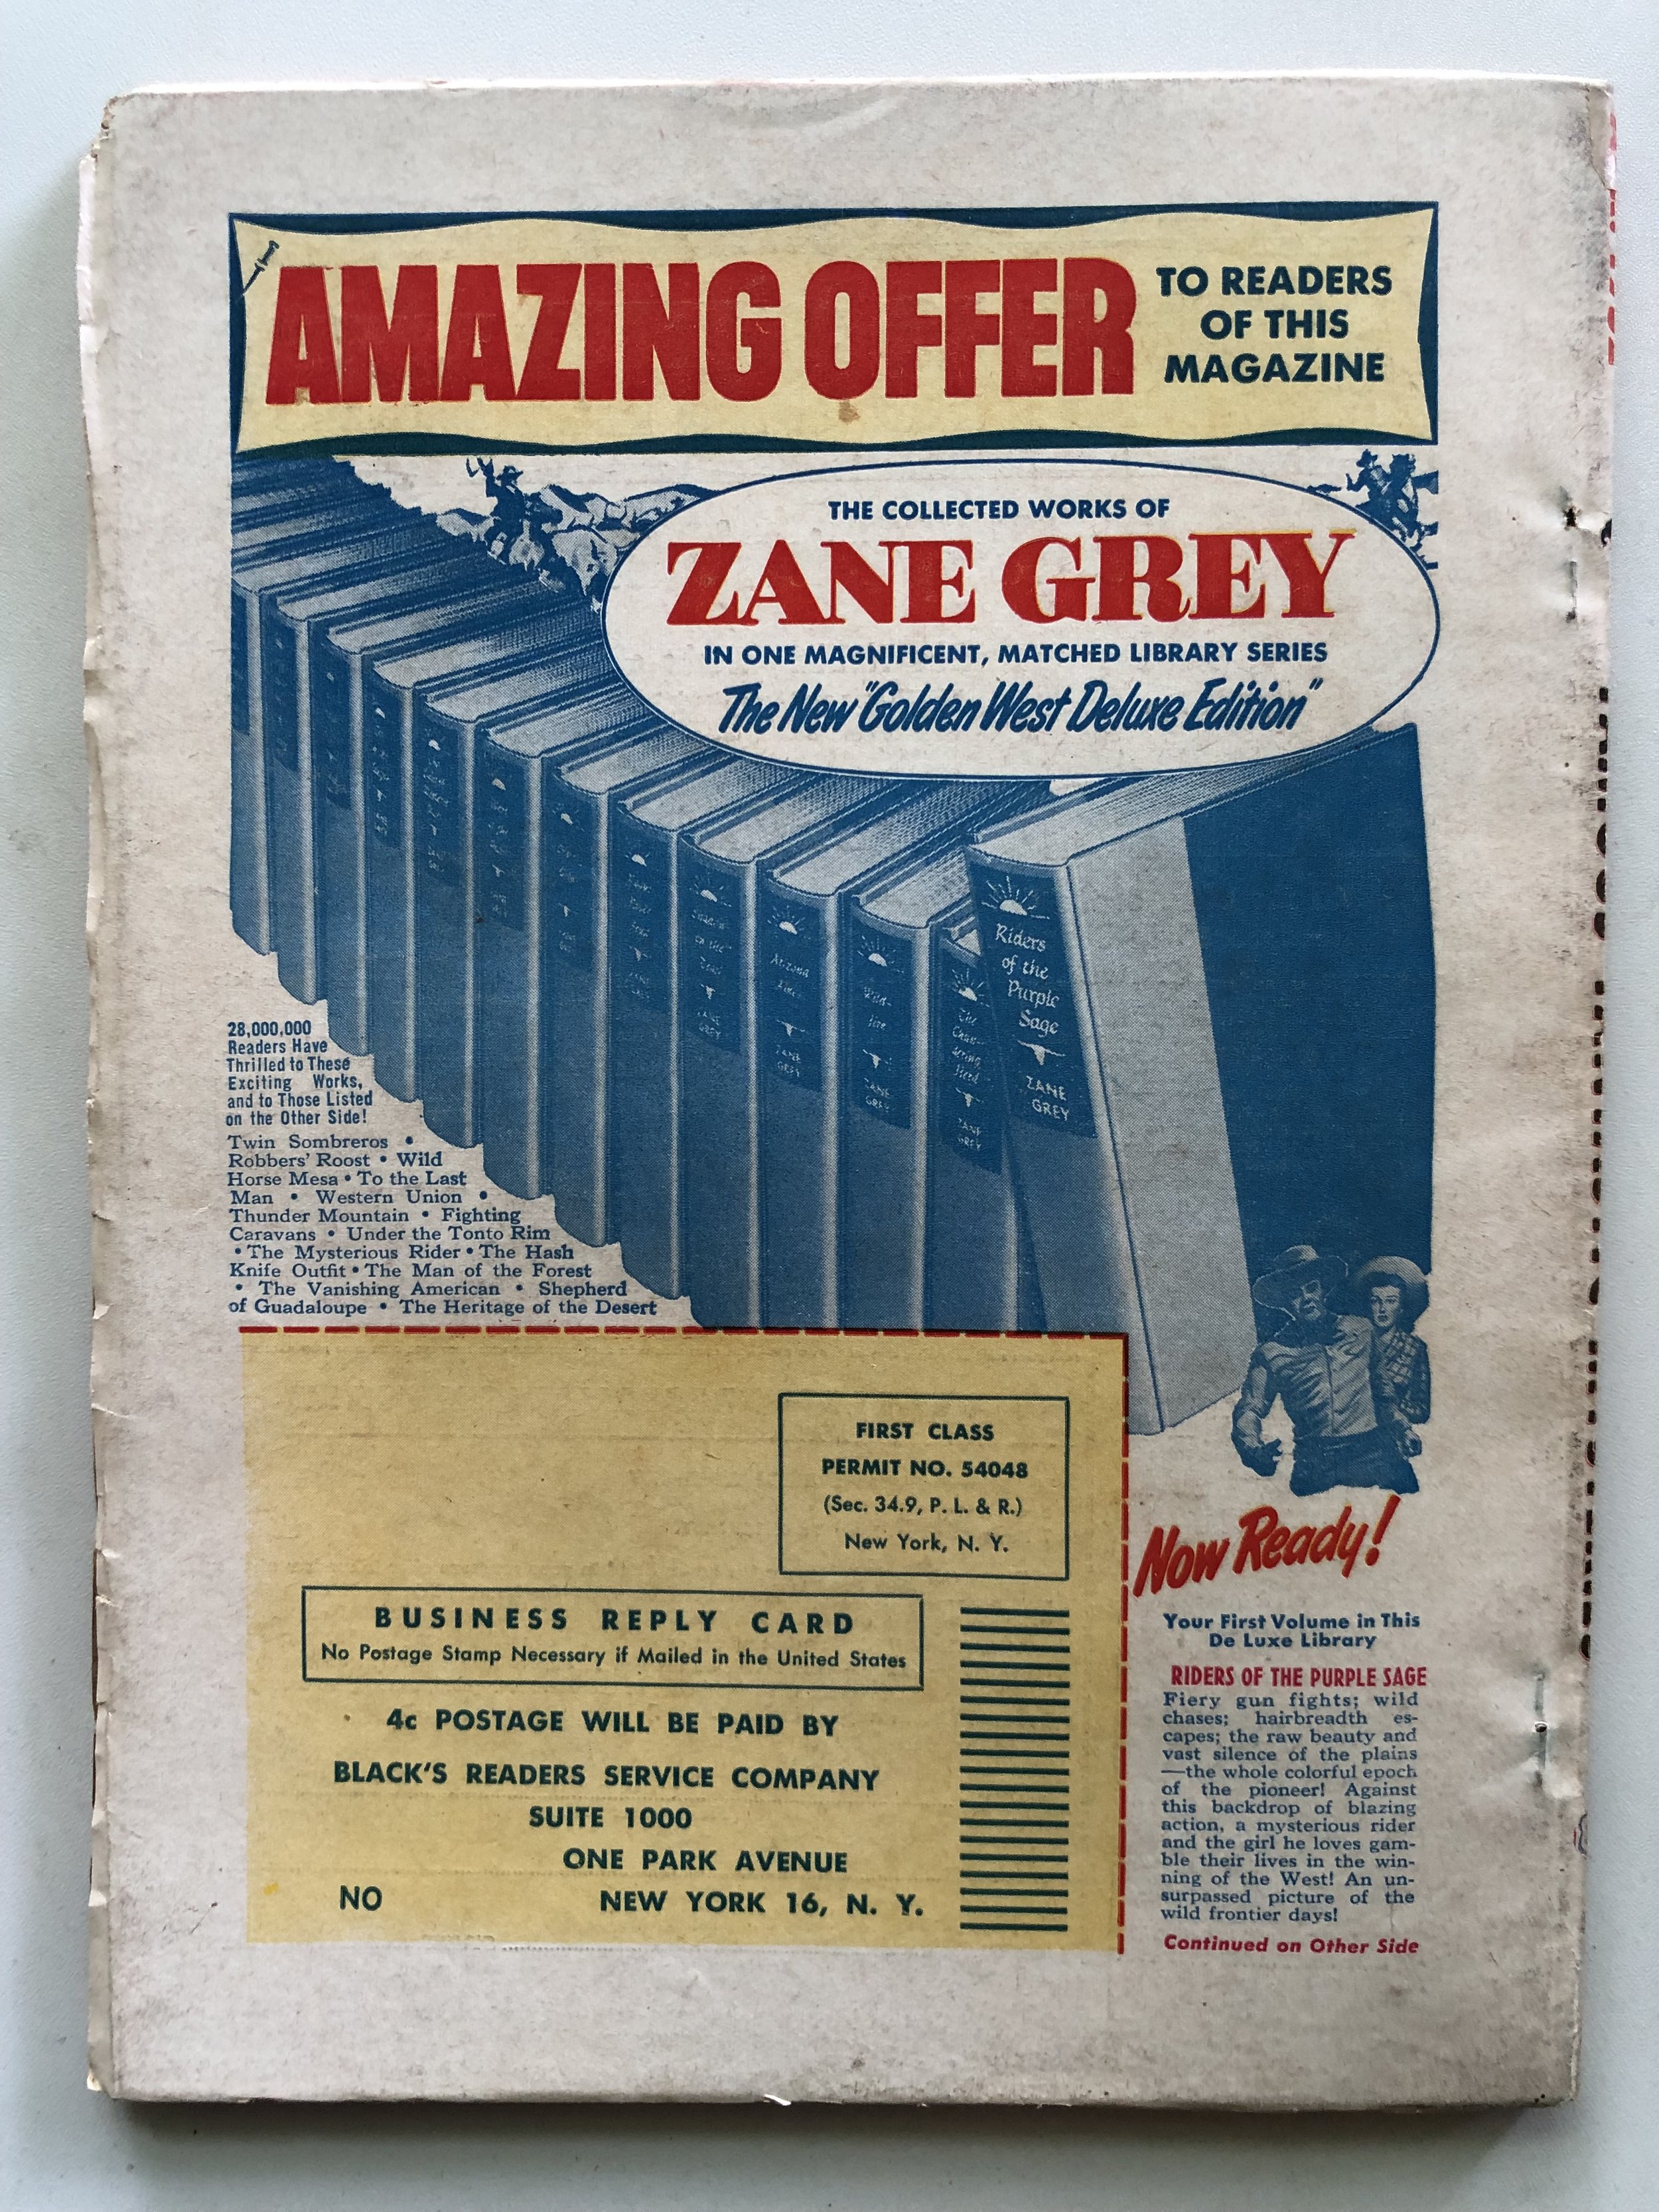 AMAZING OFFER
TO READERS
OF THIS
MAGAZINE
THE COLLECTED WORKS OF
ZANE GREY
IN ONE MAGNIFICENT, MATCHED LIBRARY SERIES
The New "Golden West Deluxe Edition"
Riders
of the
Purple
Sage
ZANE
GREY
Arizona
ZANE
GREY
Wild-
fire
ZANE
GREY
ZANE
GREY
ZANE
GREY
28,000,000
Readers Have
Thrilled to These
Exciting Works,
and to Those Listed
on the Other Side!
Twin Sombreros •
Robbers' Roost • Wild
Horse Mesa • To the Last
Man • Western Union •
Thunder Mountain • Fighting
Caravans • Under the Tonto Rim
• The Mysterious Rider • The Hash
Knife Outfit • The Man of the Forest
• The Vanishing American • Shepherd
of Guadaloupe • The Heritage of the Desert
FIRST CLASS
PERMIT NO. 54048
(Sec. 34.9, P. L. & R.)
New York, N. Y.
BUSINESS REPLY CARD
No Postage Stamp Necessary if Mailed in the United States
4c POSTAGE WILL BE PAID BY
BLACK'S READERS SERVICE COMPANY
SUITE 1000
ONE PARK AVENUE
NO NEW YORK 16, N. Y.
Now Ready!
Your First Volume in This
De Luxe Library
RIDERS OF THE PURPLE SAGE
Fiery gun fights; wild
chases; hairbreadth es-
capes; the raw beauty and
vast silence of the plains
—the whole colorful epoch
of the pioneer! Against
this backdrop of blazing
action, a mysterious rider
and the girl he loves gam-
ble their lives in the win-
ning of the West! An un-
surpassed picture of the
wild frontier days!
Continued on Other Side